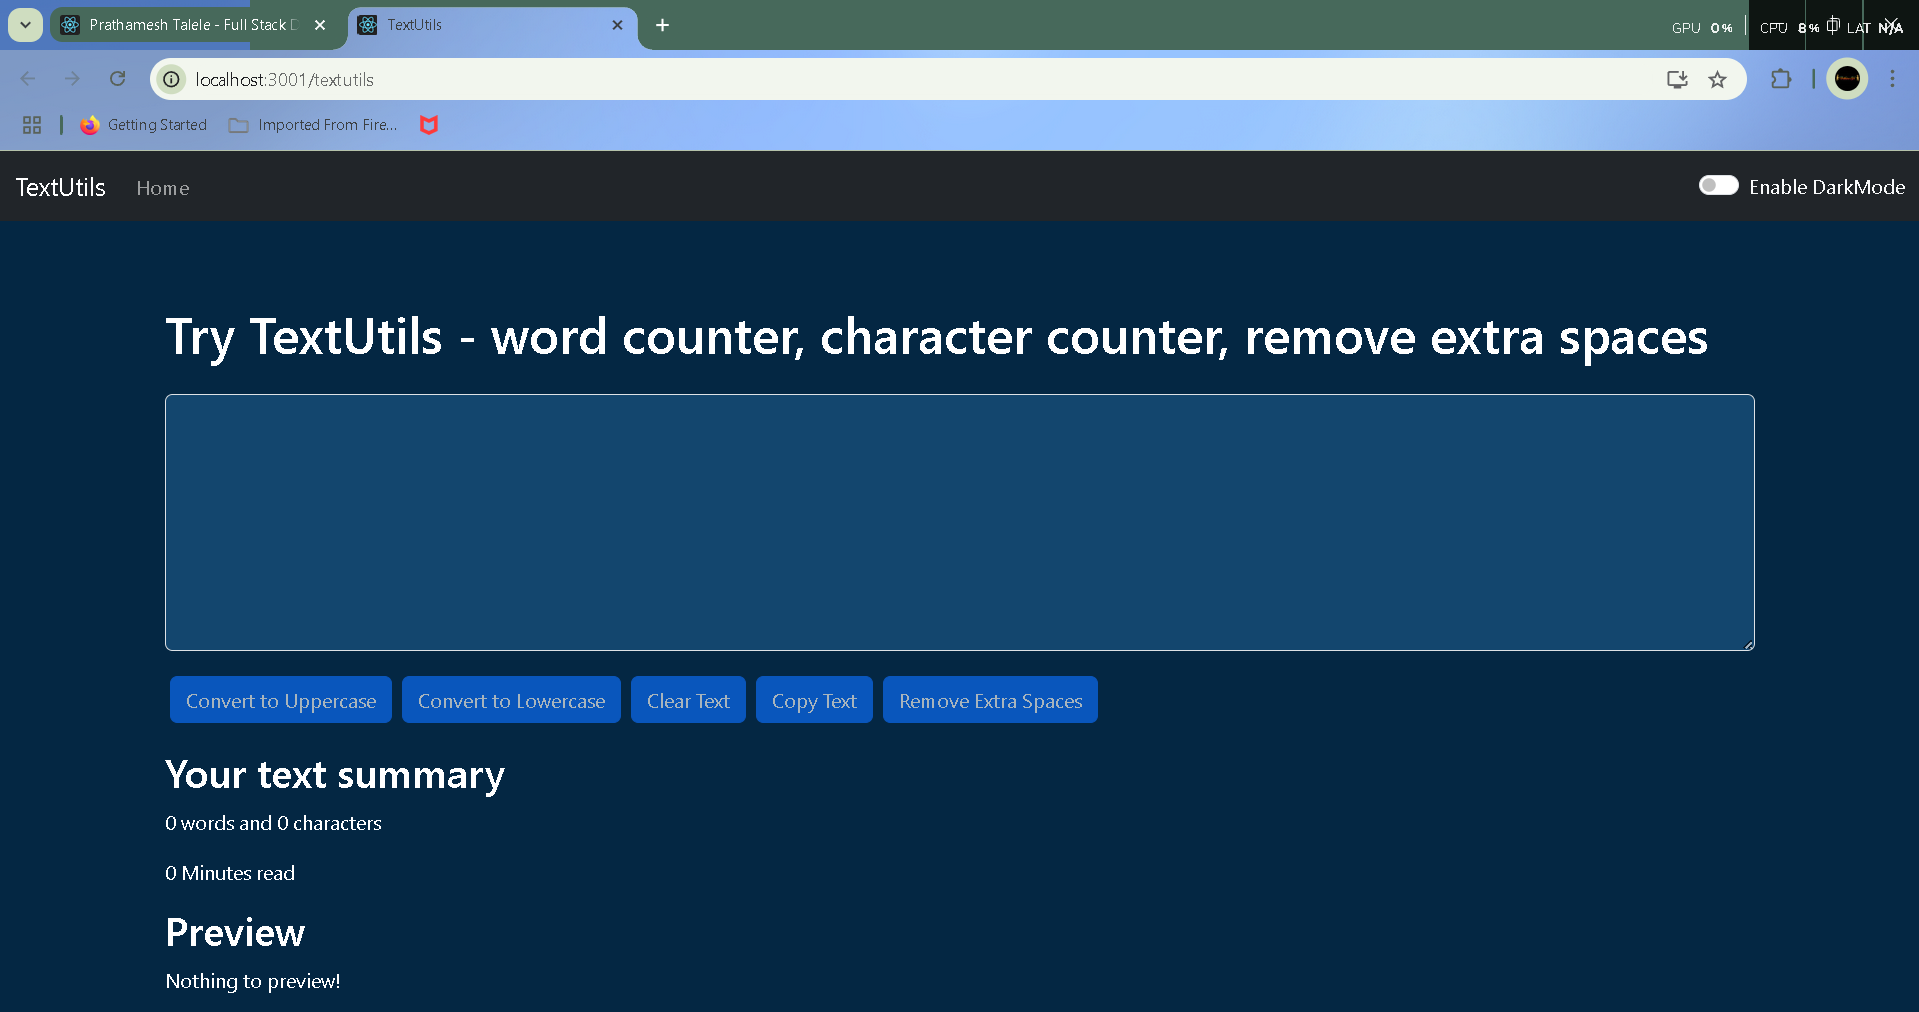 Prathamesh Talele - Full Stack D
TextUtils
GPU 0% CPU 8% LAT N/A
localhost:3001/textutils
Getting Started
Imported From Fire...
TextUtils
Home
Enable DarkMode
Try TextUtils - word counter, character counter, remove extra spaces
Convert to Uppercase
Convert to Lowercase
Clear Text
Copy Text
Remove Extra Spaces
Your text summary
0 words and 0 characters
0 Minutes read
Preview
Nothing to preview!